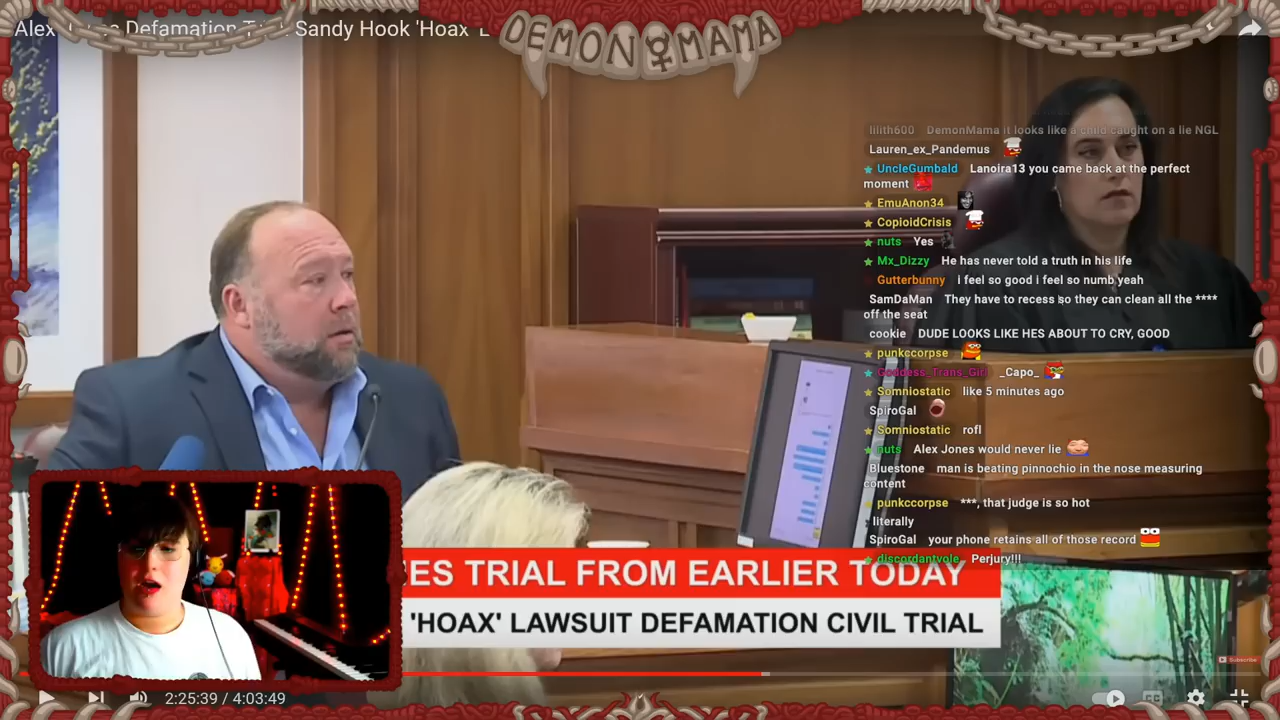 Alex Defamation Sandy Hook 'Hoax'
DEMON MAMA
lilith600 DemonMama it looks like a child caught on a lie NGL
Lauren_ex_Pandemus
UncleGumbald Lanoira13 you came back at the perfect
moment
EmuAnon34
CopioidCrisis
nuts Yes
Mx_Dizzy He has never told a truth in his life
Gutterbunny i feel so good i feel so numb yeah
SamDaMan They have to recess so they can clean all the ****
off the seat
cookie DUDE LOOKS LIKE HES ABOUT TO CRY, GOOD
punkccorpse
Goddess_Trans_Girl _Capo_
Somniostatic like 5 minutes ago
SpiroGal
Somniostatic rofl
nuts Alex Jones would never lie
Bluestone man is beating pinnochio in the nose measuring
content
punkccorpse ***, that judge is so hot
literally
SpiroGal your phone retains all of those record
discordantvole Perjury!!!
ES TRIAL FROM EARLIER TODAY
'HOAX' LAWSUIT DEFAMATION CIVIL TRIAL
Subscribe
2:25:39 / 4:03:49
CC